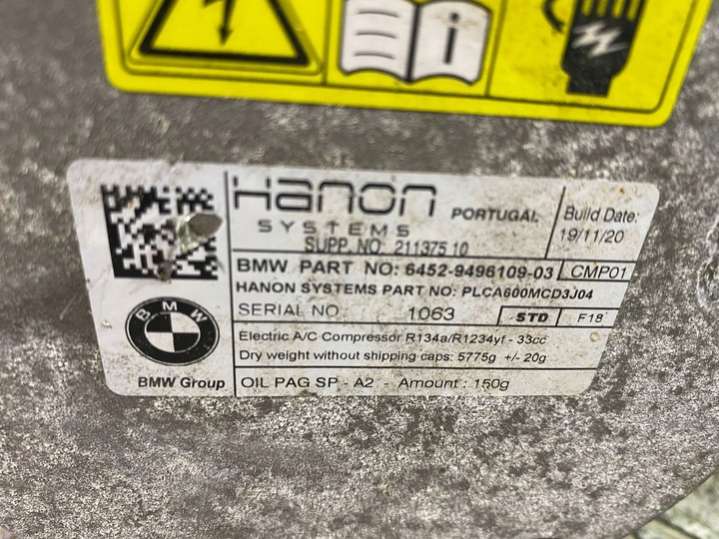 Hanon
SYSTEMS
PORTUGAL
Build Date:
19/11/20
SUPP. NO. 21137510
BMW PART NO: 6452-9496109-03 CMP01
HANON SYSTEMS PART NO: PLCA600MCD3J04
SERIAL NO. 1063 STD F18
Electric A/C Compressor R134a/R1234yf - 33cc
Dry weight without shipping caps: 5775g +/- 20g
OIL PAG SP - A2 - Amount : 150g
BMW
BMW Group